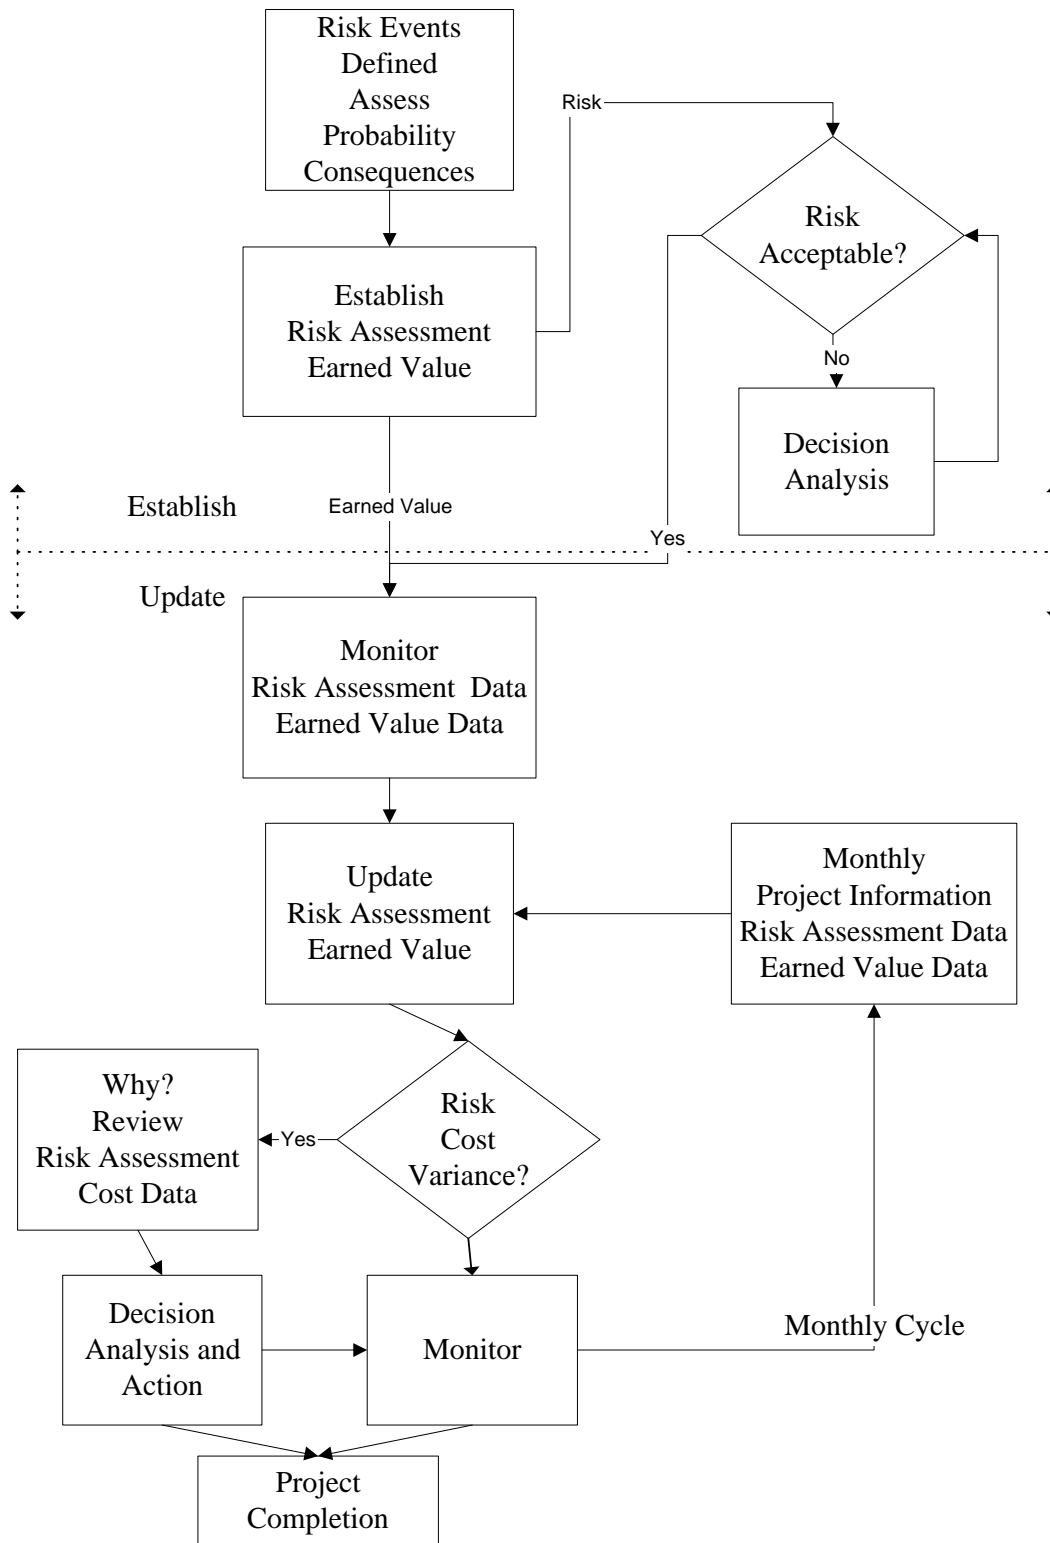 Risk Events
Defined
Assess
Probability
Consequences
Risk
Risk
Acceptable?
Establish
Risk Assessment
Earned Value
No
Decision
Analysis
Establish
Earned Value
Yes
Update
Monitor
Risk Assessment Data
Earned Value Data
Update
Risk Assessment
Earned Value
Monthly
Project Information
Risk Assessment Data
Earned Value Data
Why?
Review
Risk Assessment
Cost Data
Yes
Risk
Cost
Variance?
Decision
Analysis and
Action
Monitor
Monthly Cycle
Project
Completion